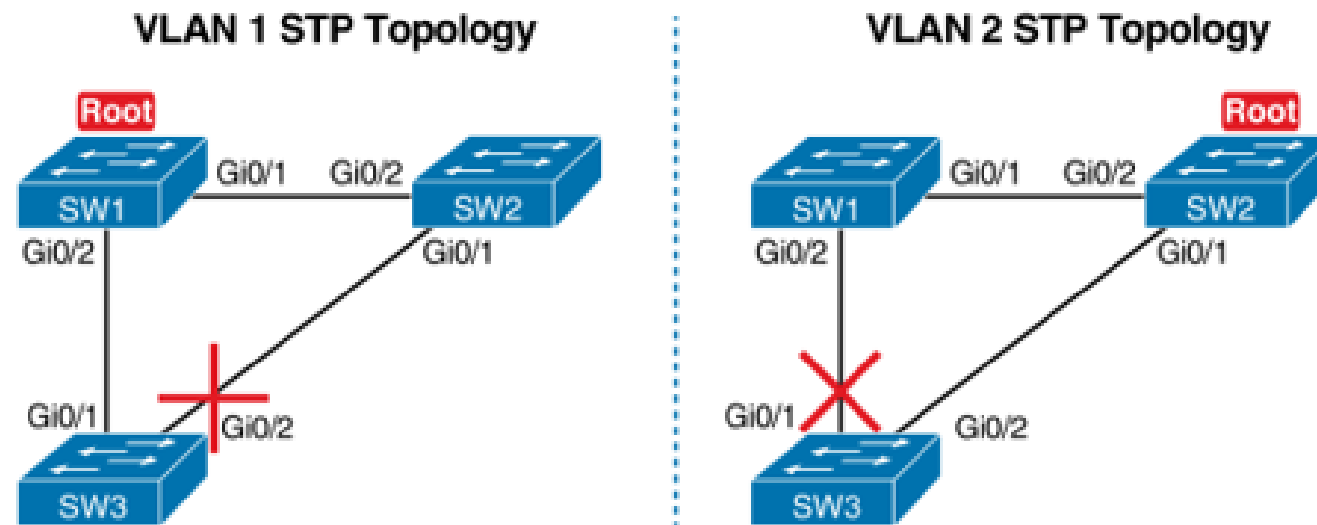 VLAN 1 STP Topology
Root
Gi0/1 Gi0/2
SW1 SW2
Gi0/2 Gi0/1
Gi0/1 Gi0/2
SW3
VLAN 2 STP Topology
Root
Gi0/1 Gi0/2
SW1 SW2
Gi0/2 Gi0/1
Gi0/1 Gi0/2
SW3